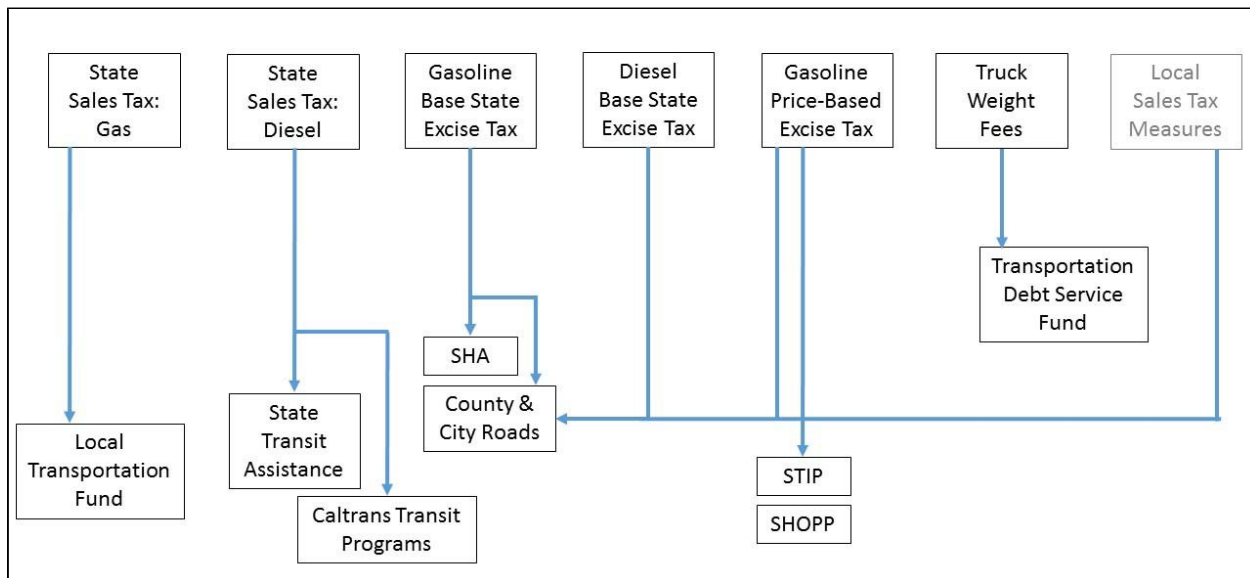 State
Sales Tax:
Gas
State
Sales Tax:
Diesel
Gasoline
Base State
Excise Tax
Diesel
Base State
Excise Tax
Gasoline
Price-Based
Excise Tax
Truck
Weight
Fees
Local
Sales Tax
Measures
Transportation
Debt Service
Fund
SHA
County &
City Roads
State
Transit
Assistance
Local
Transportation
Fund
STIP
Caltrans Transit
Programs
SHOPP